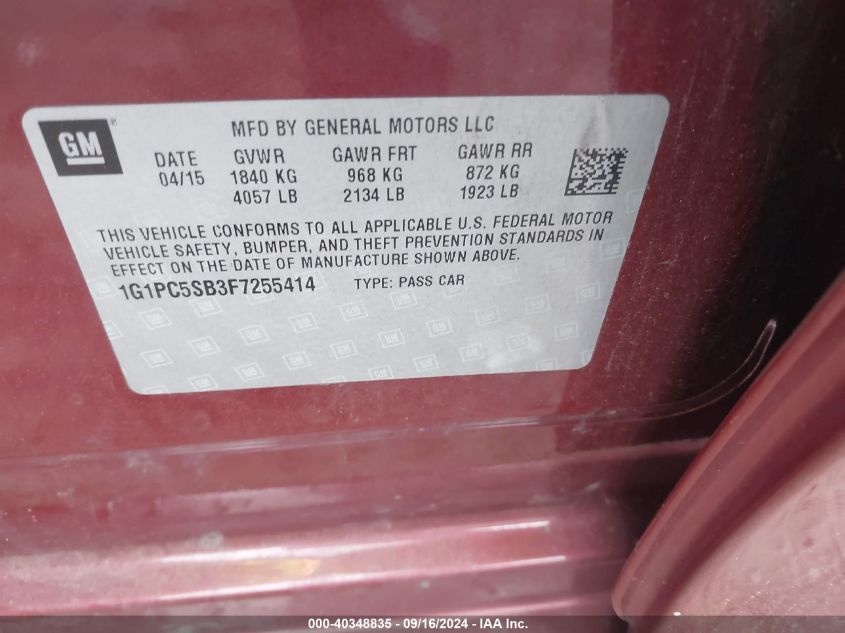 GM
MFD BY GENERAL MOTORS LLC
DATE GVWR GAWR FRT GAWR RR
04/15 1840 KG 968 KG 872 KG
4057 LB 2134 LB 1923 LB
THIS VEHICLE CONFORMS TO ALL APPLICABLE U.S. FEDERAL MOTOR
VEHICLE SAFETY, BUMPER, AND THEFT PREVENTION STANDARDS IN
EFFECT ON THE DATE OF MANUFACTURE SHOWN ABOVE.
1G1PC5SB3F7255414 TYPE: PASS CAR
000-40348835 - 09/16/2024 - IAA Inc.